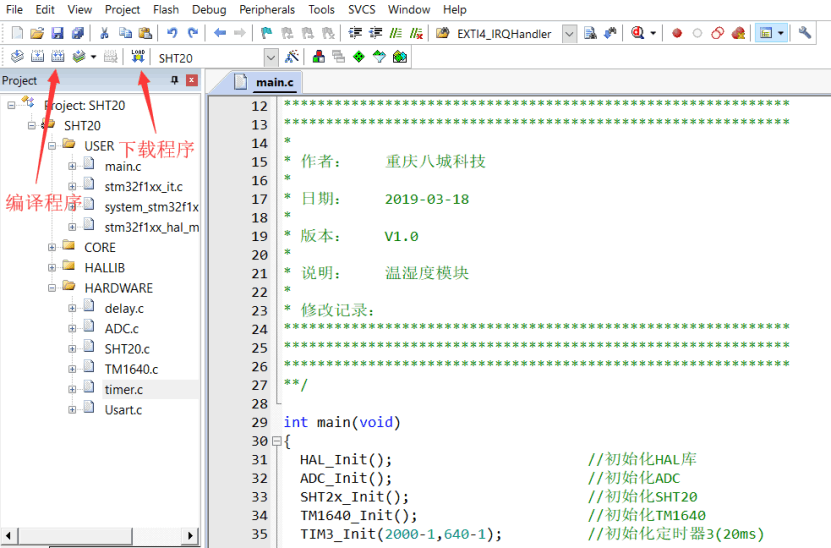 File Edit View Project Flash Debug Peripherals Tools SVCS Window Help
EXTI4_IRQHandler
LOAD SHT20
Project
main.c
Project: SHT20
SHT20
USER
main.c
stm32f1xx_it.c
system_stm32f1x
stm32f1xx_hal_m
CORE
HALLIB
HARDWARE
delay.c
ADC.c
SHT20.c
TM1640.c
timer.c
Usart.c
下载程序
编译程序
12 ************************************************************
13 ************************************************************
14 *
15 * 作者: 重庆八城科技
16 *
17 * 日期: 2019-03-18
18 *
19 * 版本: V1.0
20 *
21 * 说明: 温湿度模块
22 *
23 * 修改记录:
24 ************************************************************
25 ************************************************************
26 ************************************************************
27 **/
28
29 int main(void)
30 {
31 HAL_Init(); //初始化HAL库
32 ADC_Init(); //初始化ADC
33 SHT2x_Init(); //初始化SHT20
34 TM1640_Init(); //初始化TM1640
35 TIM3_Init(2000-1,640-1); //初始化定时器3(20ms)